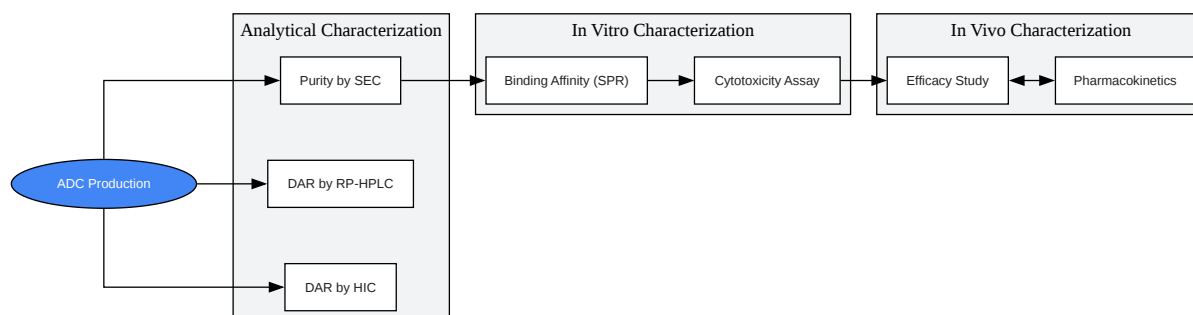 Analytical Characterization
In Vitro Characterization
In Vivo Characterization
Purity by SEC
Binding Affinity (SPR)
Cytotoxicity Assay
Efficacy Study
Pharmacokinetics
ADC Production
DAR by RP-HPLC
DAR by HIC